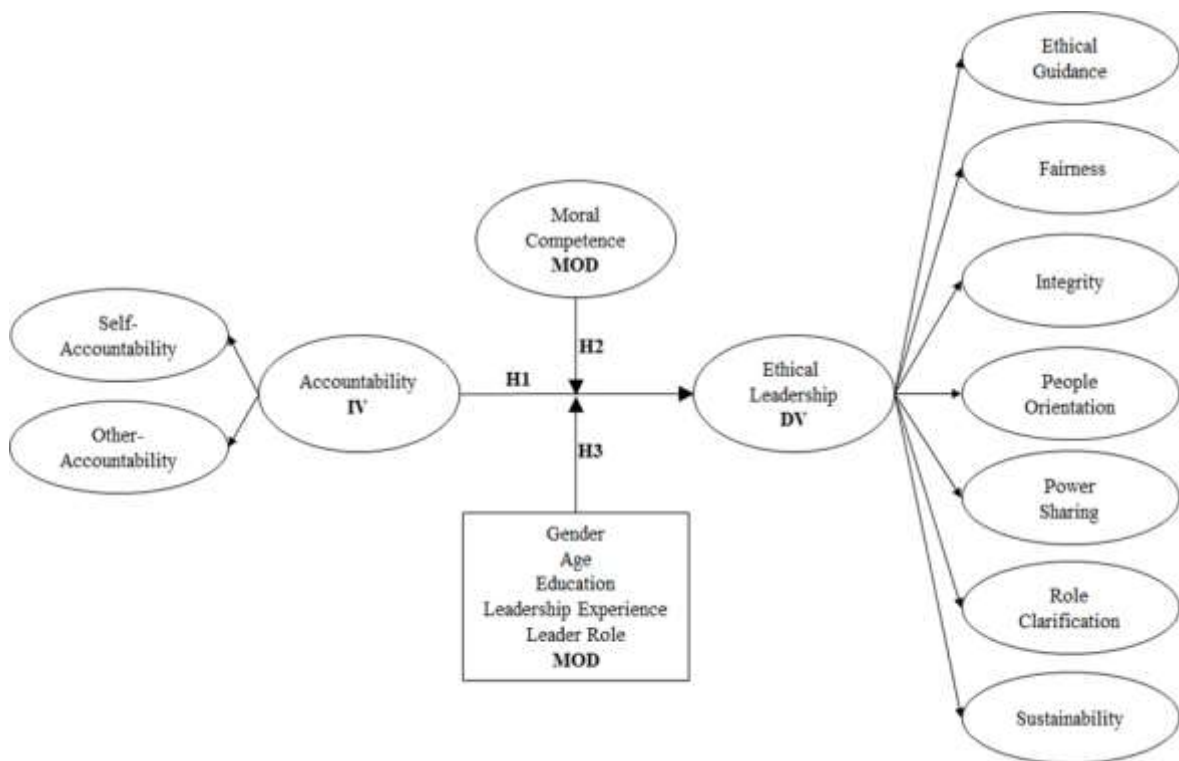 Ethical
Guidance
Fairness
Moral
Competence
MOD
Integrity
Self-
Accountability
H2
Accountability
IV
H1
Ethical
Leadership
DV
People
Orientation
Other-
Accountability
H3
Power
Sharing
Gender
Age
Education
Leadership Experience
Leader Role
MOD
Role
Clarification
Sustainability